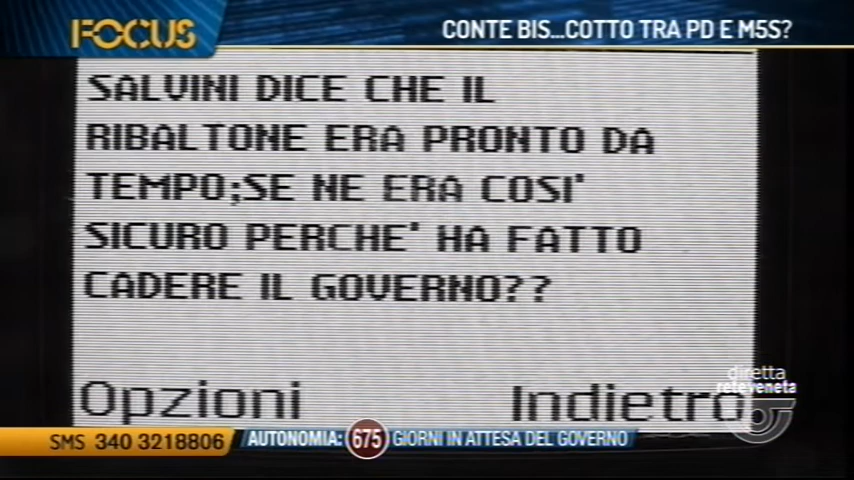 FOCUS
CONTE BIS...COTTO TRA PD E M5S?
SALVINI DICE CHE IL
RIBALTONE ERA PRONTO DA
TEMPO;SE NE ERA COSI'
SICURO PERCHE' HA FATTO
CADERE IL GOVERNO??
Opzioni Indietro
diretta
reteveneta
SMS 340 3218806 AUTONOMIA: 675 GIORNI IN ATTESA DEL GOVERNO